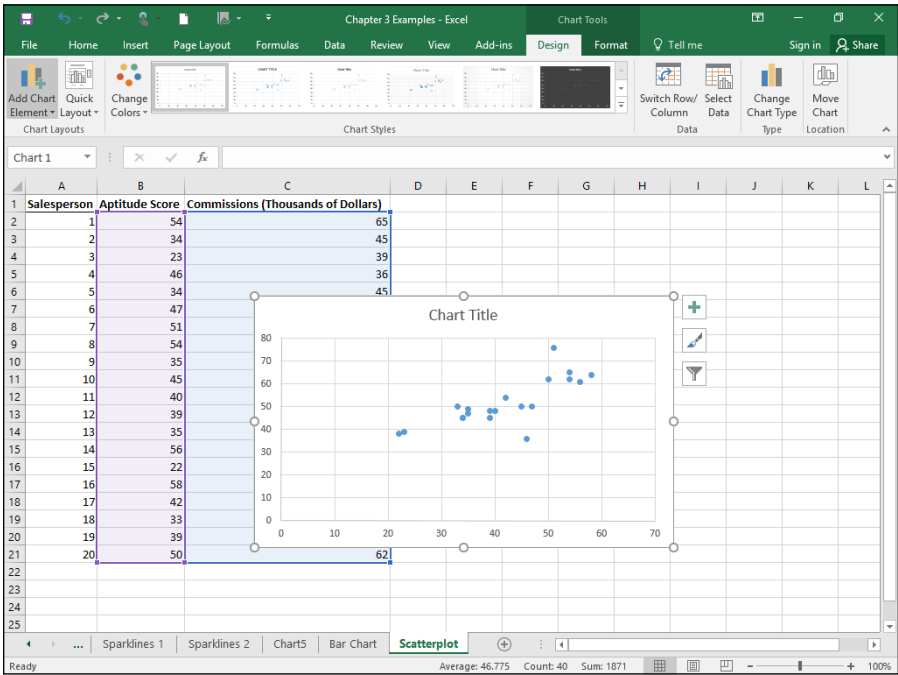 Chapter 3 Examples - Excel
Chart Tools
File Home Insert Page Layout Formulas Data Review View Add-ins Design Format Tell me Sign in Share
Add Chart Element
Quick Layout
Change Colors
Switch Row/ Column
Select Data
Change Chart Type
Move Chart
Chart Layouts Chart Styles Data Type Location
Chart 1 fx
A B C D E F G H I J K L
1 Salesperson Aptitude Score Commissions (Thousands of Dollars)
2 1 54 65
3 2 34 45
4 3 23 39
5 4 46 36
6 5 34 45
7 6 47
8 7 51
9 8 54
10 9 35
11 10 45
12 11 40
13 12 39
14 13 35
15 14 56
16 15 22
17 16 58
18 17 42
19 18 33
20 19 39
21 20 50 62
22
23
24
25
Chart Title
80
70
60
50
40
30
20
10
0
0 10 20 30 40 50 60 70
... Sparklines 1 Sparklines 2 Chart5 Bar Chart Scatterplot
Ready Average: 46.775 Count: 40 Sum: 1871 100%